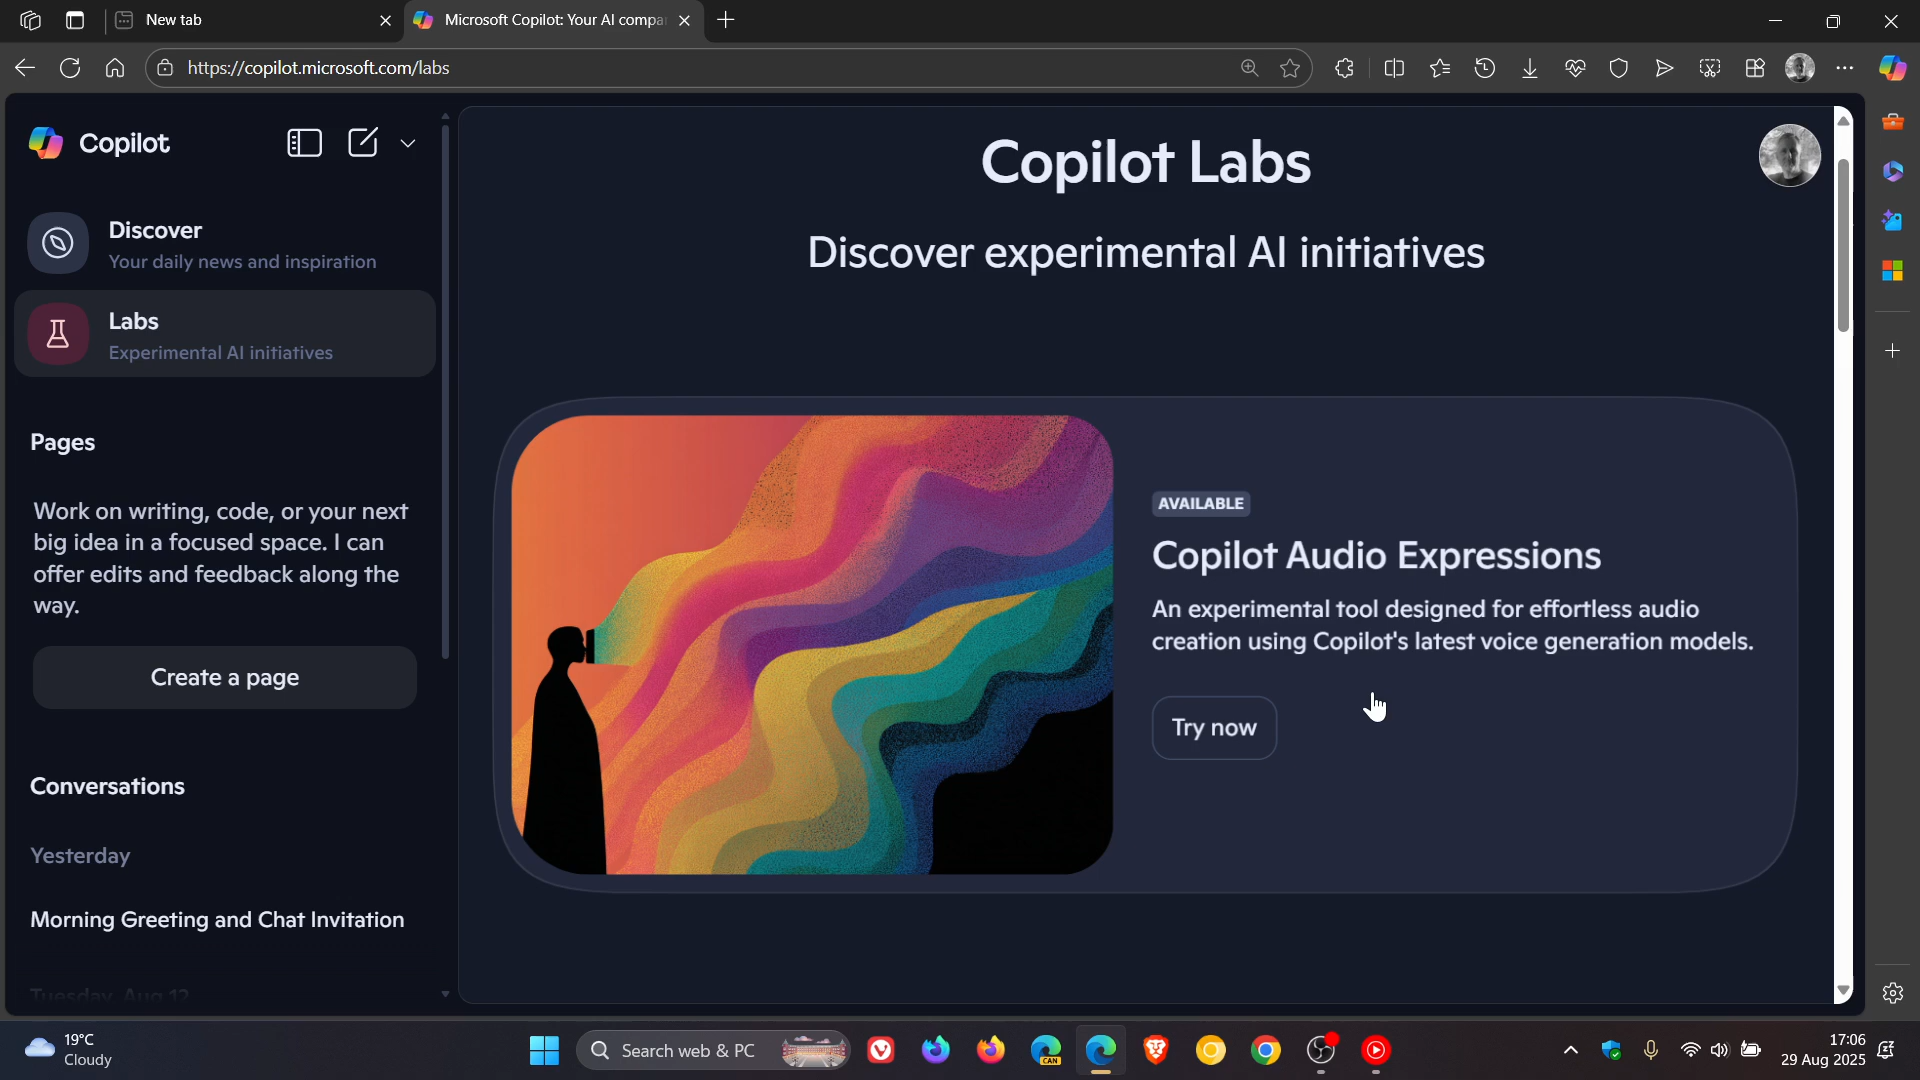 New tab
Microsoft Copilot: Your AI compa
https://copilot.microsoft.com/labs
Copilot
Discover
Your daily news and inspiration
Labs
Experimental AI initiatives
Pages
Work on writing, code, or your next
big idea in a focused space. I can
offer edits and feedback along the
way.
Create a page
Conversations
Yesterday
Morning Greeting and Chat Invitation
Tuesday, Aug 12
Copilot Labs
Discover experimental AI initiatives
AVAILABLE
Copilot Audio Expressions
An experimental tool designed for effortless audio
creation using Copilot's latest voice generation models.
Try now
19°C
Cloudy
Search web & PC
CAN
17:06
29 Aug 2025